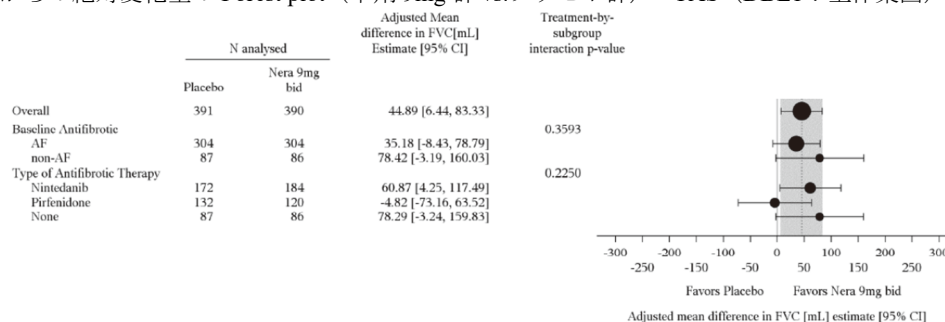 Adjusted Mean
difference in FVC[mL]
Estimate [95% CI]
Treatment-by-
subgroup
interaction p-value
N analysed
Placebo
Nera 9mg
bid
Overall 391 390 44.89 [6.44, 83.33]
Baseline Antifibrotic 0.3593
AF 304 304 35.18 [-8.43, 78.79]
non-AF 87 86 78.42 [-3.19, 160.03]
Type of Antifibrotic Therapy 0.2250
Nintedanib 172 184 60.87 [4.25, 117.49]
Pirfenidone 132 120 -4.82 [-73.16, 63.52]
None 87 86 78.29 [-3.24, 159.83]
-300 -200 -100 0 100 200 300
-250 -150 -50 50 150 250
Favors Placebo Favors Nera 9mg bid
Adjusted mean difference in FVC [mL] estimate [95% CI]